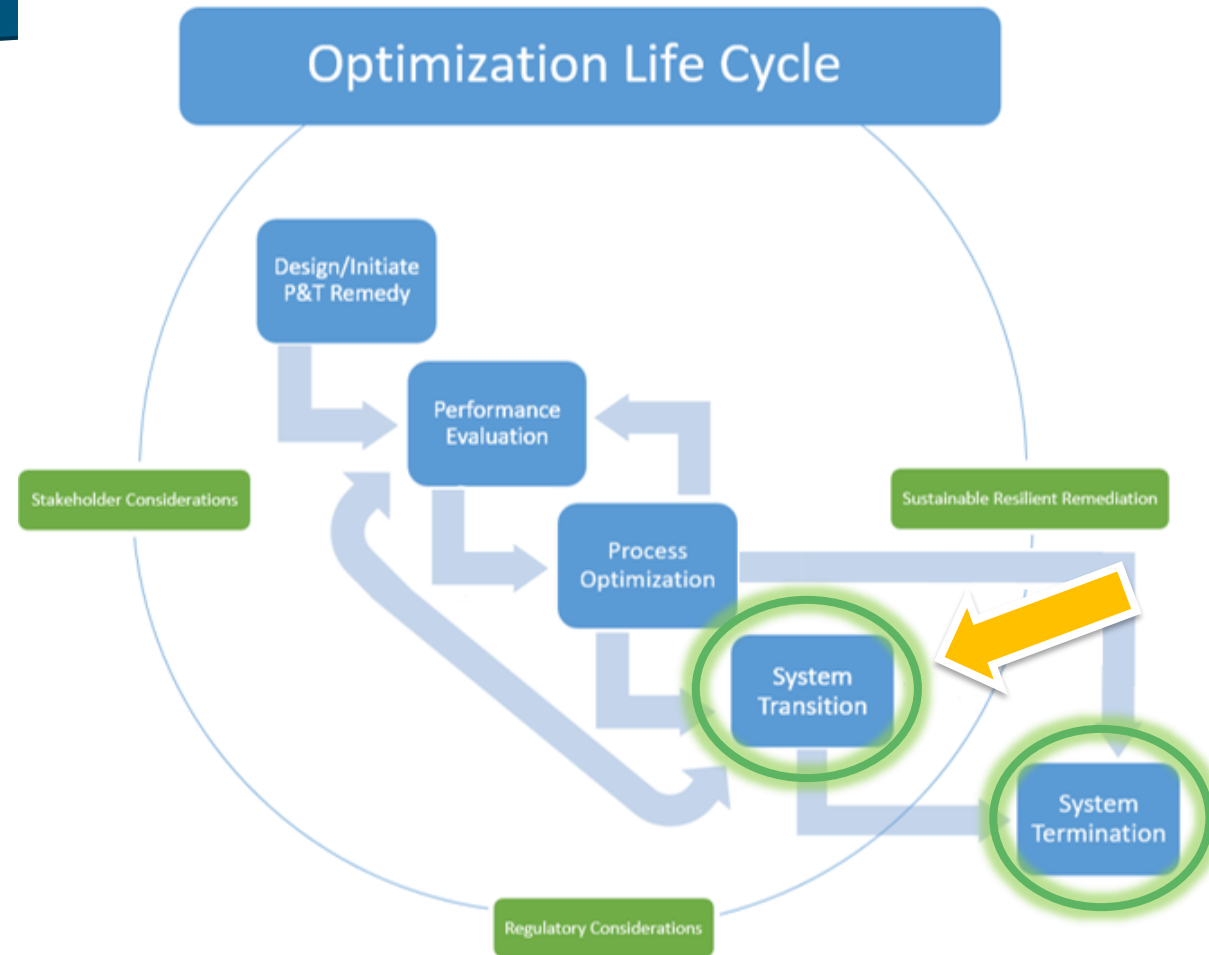 Optimization Life Cycle
Design/Initiate
P&T Remedy
Performance
Evaluation
Stakeholder Considerations
Sustainable Resilient Remediation
Process
Optimization
System
Transition
System
Termination
Regulatory Considerations